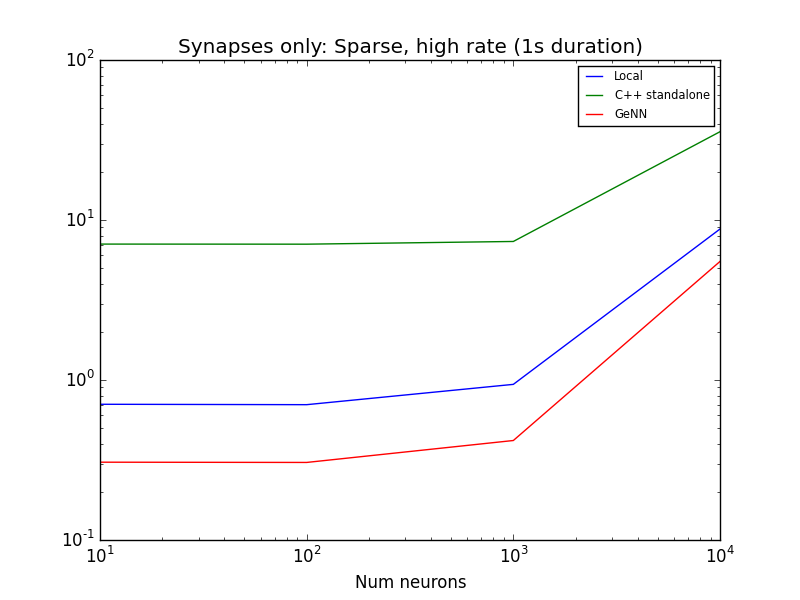 Synapses only: Sparse, high rate (1s duration)
10²
Local
C++ standalone
GeNN
10¹
10⁰
10⁻¹
10¹ 10² 10³ 10⁴
Num neurons